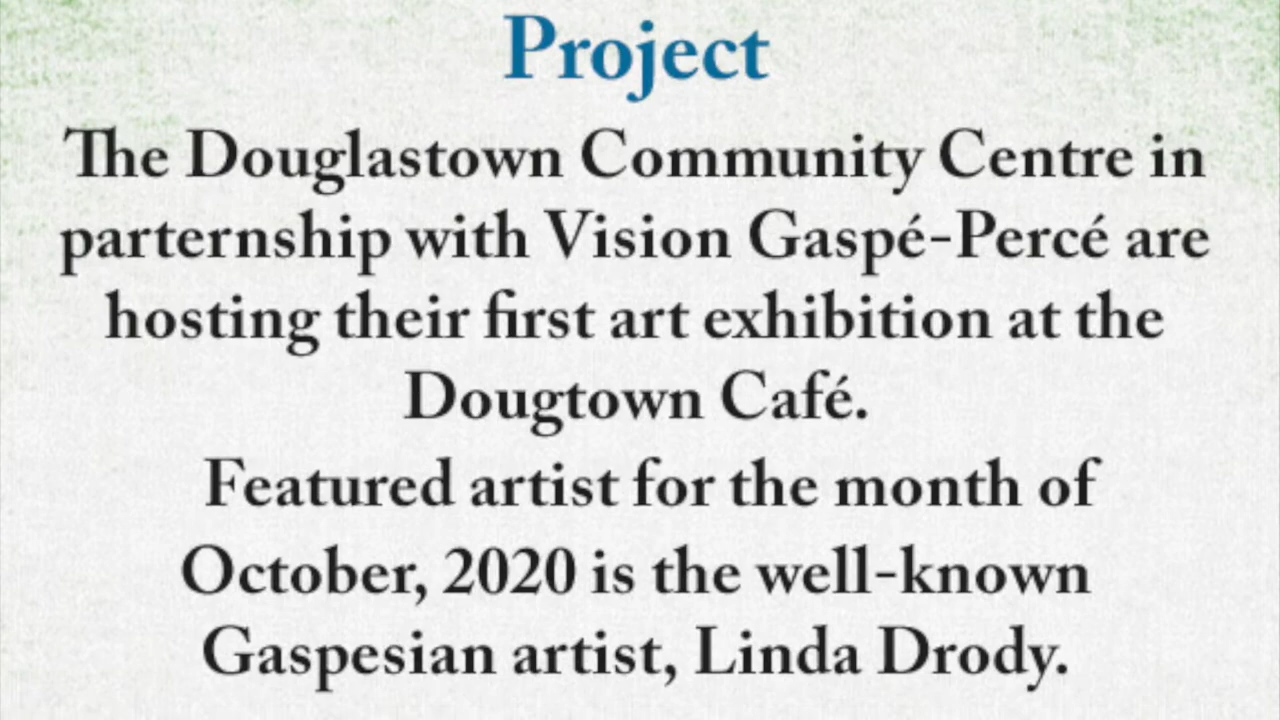 Project
The Douglastown Community Centre in
parternship with Vision Gaspé-Percé are
hosting their first art exhibition at the
Dougtown Café.
Featured artist for the month of
October, 2020 is the well-known
Gaspesian artist, Linda Drody.